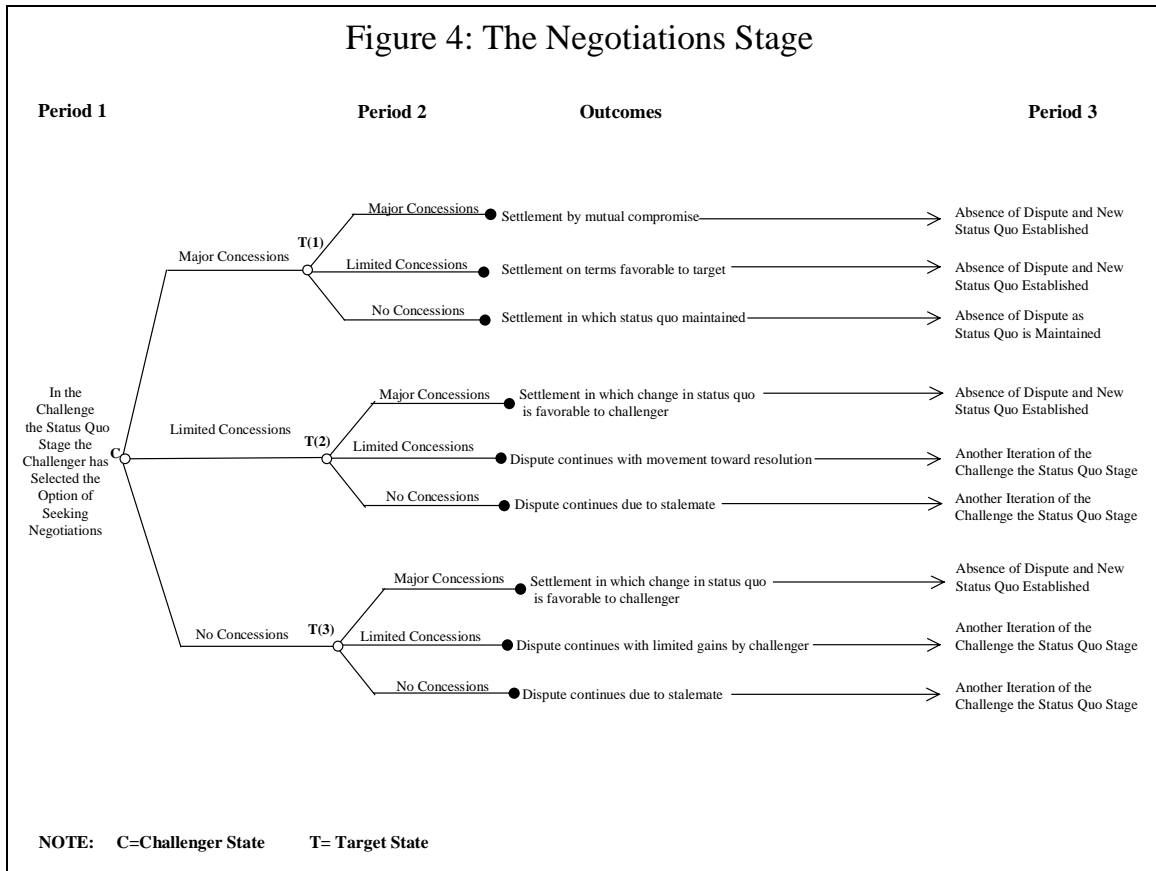 Figure 4: The Negotiations Stage
Period 1
Period 2
Outcomes
Period 3
In the
Challenge
the Status Quo
Stage the
Challenger has
Selected the
Option of
Seeking
Negotiations
C
Major Concessions
T(1)
Major Concessions
Settlement by mutual compromise
Absence of Dispute and New
Status Quo Established
Limited Concessions
Settlement on terms favorable to target
Absence of Dispute and New
Status Quo Established
No Concessions
Settlement in which status quo maintained
Absence of Dispute as
Status Quo is Maintained
Limited Concessions
T(2)
Major Concessions
Settlement in which change in status quo
is favorable to challenger
Absence of Dispute and New
Status Quo Established
Limited Concessions
Dispute continues with movement toward resolution
Another Iteration of the
Challenge the Status Quo Stage
No Concessions
Dispute continues due to stalemate
Another Iteration of the
Challenge the Status Quo Stage
No Concessions
T(3)
Major Concessions
Settlement in which change in status quo
is favorable to challenger
Absence of Dispute and New
Status Quo Established
Limited Concessions
Dispute continues with limited gains by challenger
Another Iteration of the
Challenge the Status Quo Stage
No Concessions
Dispute continues due to stalemate
Another Iteration of the
Challenge the Status Quo Stage
NOTE: C=Challenger State T= Target State